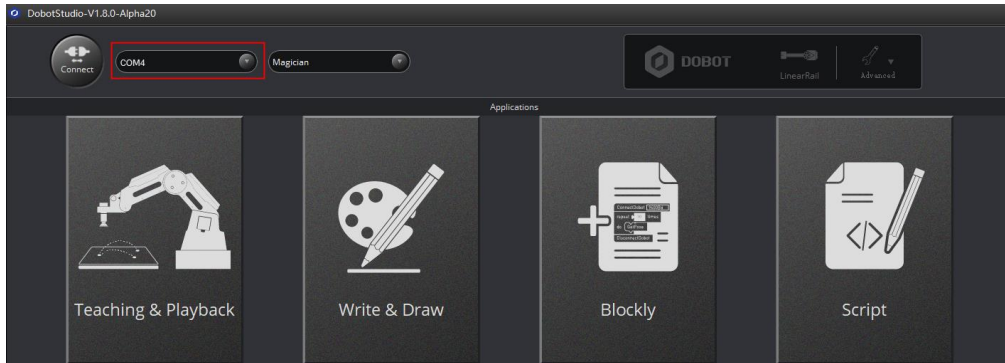 DobotStudio-V1.8.0-Alpha20
Connect
COM4
Magician
DOBOT
LinearRail
Advanced
Applications
Teaching & Playback
Write & Draw
Blockly
Script